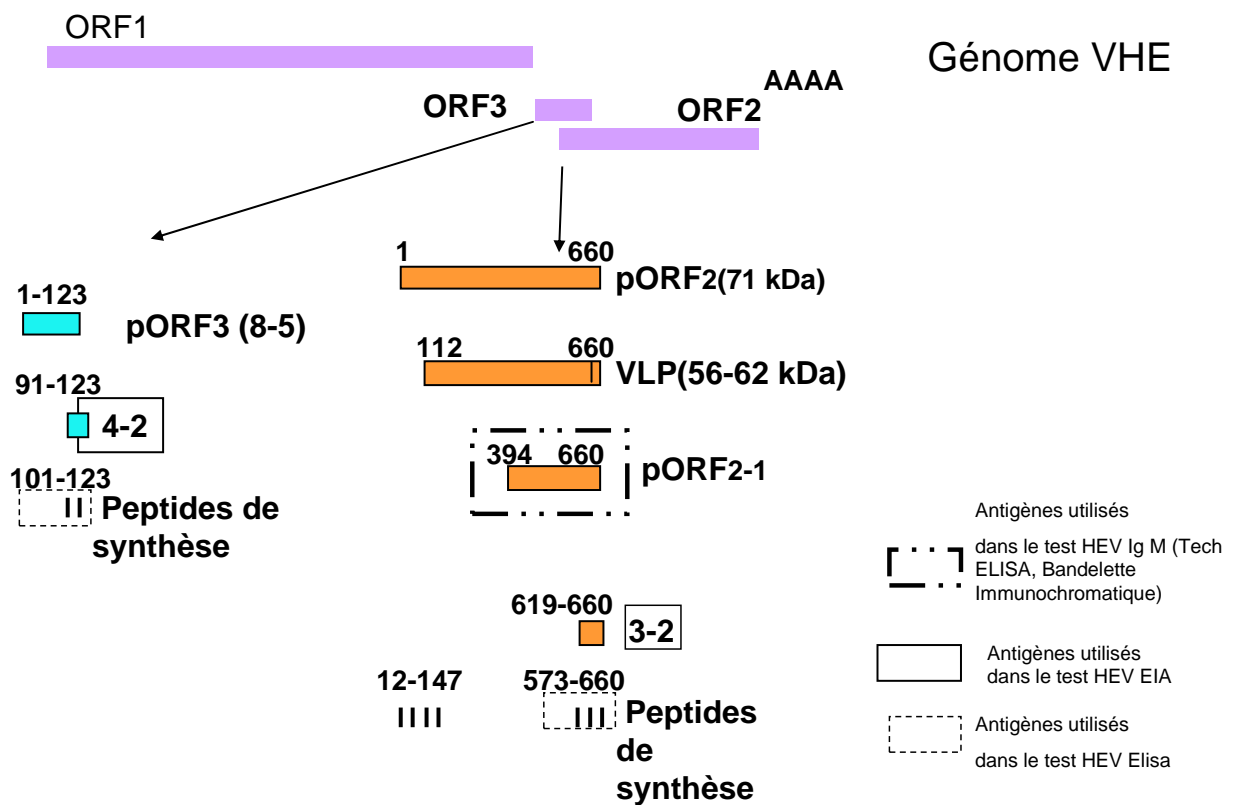 ORF1
Génome VHE
AAAA
ORF3
ORF2
1 660
pORF2(71 kDa)
1-123
pORF3 (8-5)
112 660
VLP(56-62 kDa)
91-123
4-2
394 660
pORF2-1
101-123
Peptides de
synthèse
Antigènes utilisés
dans le test HEV Ig M (Tech
ELISA, Bandelette
Immunochromatique)
619-660
3-2
Antigènes utilisés
dans le test HEV EIA
12-147
573-660
Peptides
de
synthèse
Antigènes utilisés
dans le test HEV Elisa